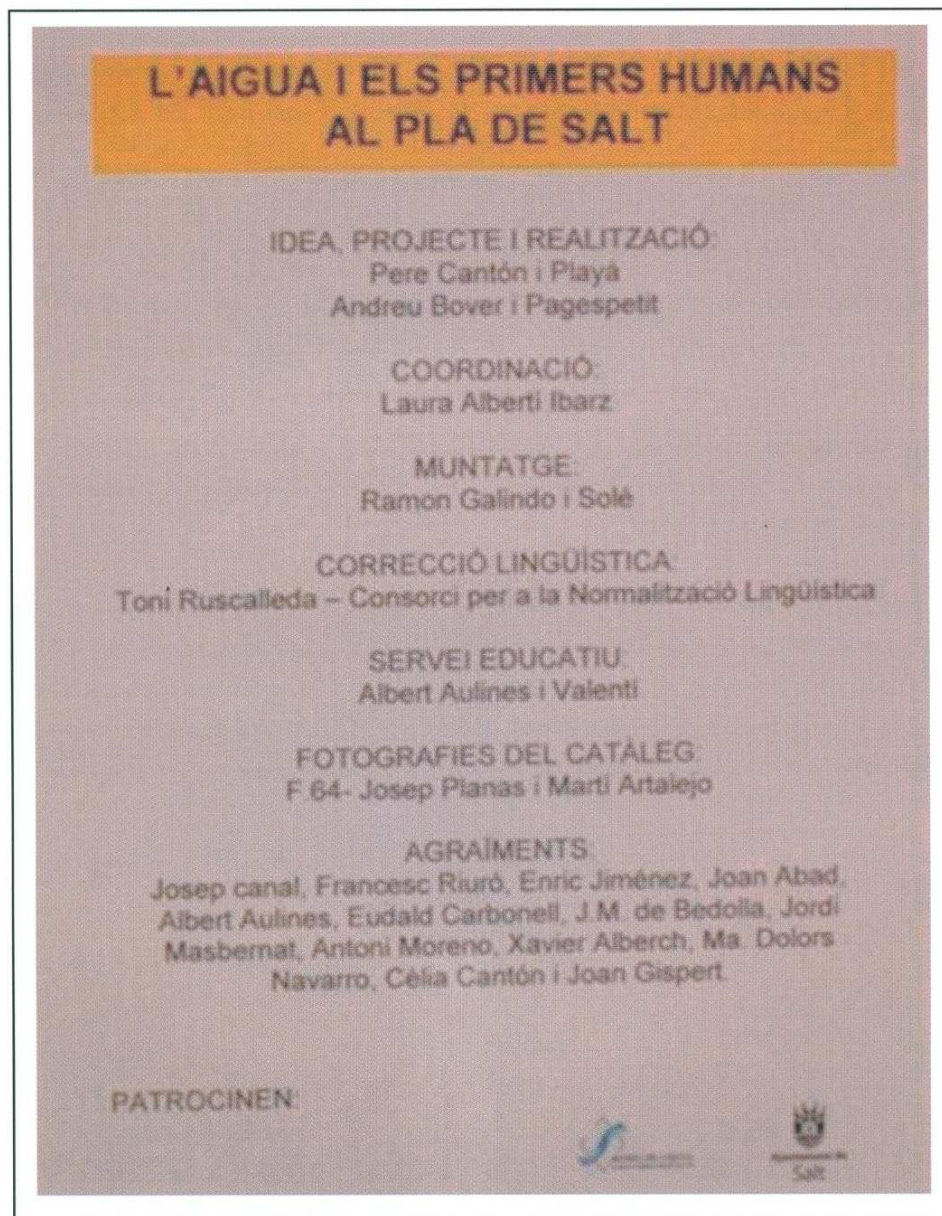 L'AIGUA I ELS PRIMERS HUMANS
AL PLA DE SALT
IDEA, PROJECTE I REALITZACIÓ:
Pere Cantón i Playà
Andreu Bover i Pagespetit
COORDINACIÓ:
Laura Alberti Ibarz
MUNTATGE:
Ramon Galindo i Solé
CORRECCIÓ LINGÜÍSTICA:
Toni Ruscalleda – Consorci per a la Normalització Lingüística
SERVEI EDUCATIU:
Albert Aulines i Valentí
FOTOGRAFIES DEL CATÀLEG:
F.64- Josep Planas i Martí Artalejo
AGRAÏMENTS:
Josep canal, Francesc Riuró, Enric Jiménez, Joan Abad,
Albert Aulines, Eudald Carbonell, J.M. de Bedolla, Jordi
Masbernat, Antoni Moreno, Xavier Alberch, Ma. Dolors
Navarro, Cèlia Cantón i Joan Gispert.
PATROCINEN:
Salt